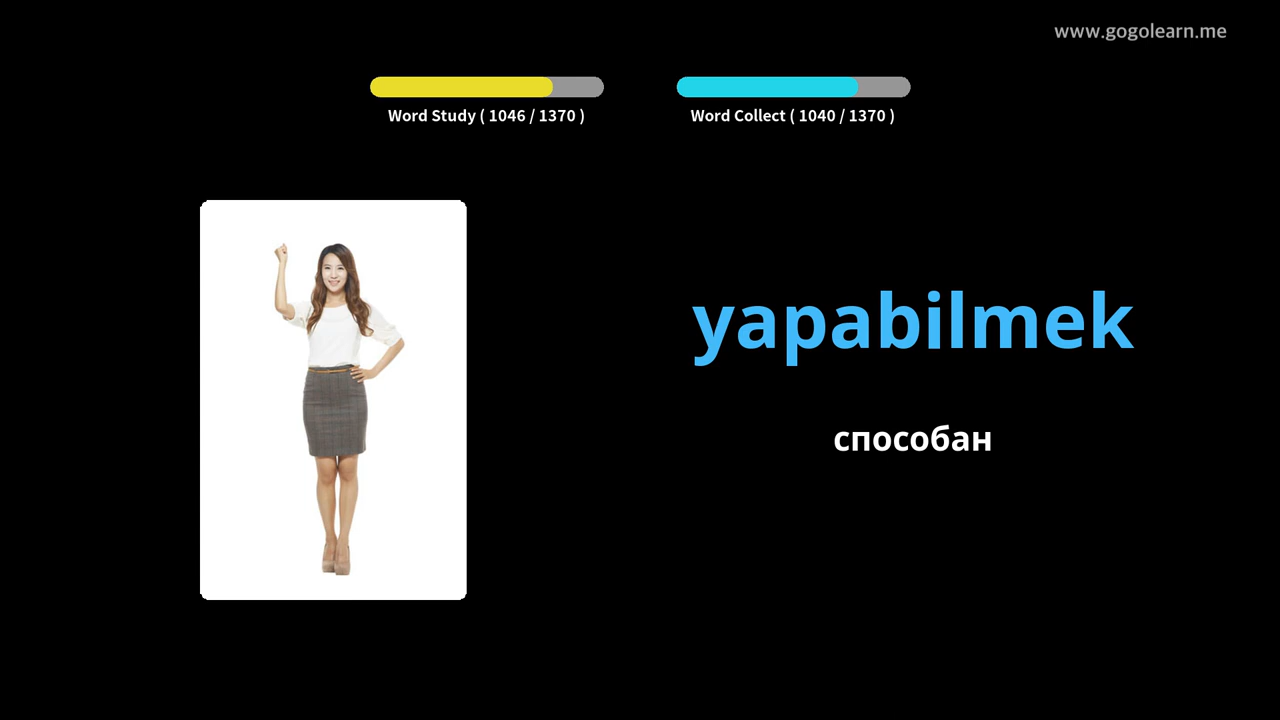 www.gogolearn.me
Word Study ( 1046 / 1370 )
Word Collect ( 1040 / 1370 )
yapabilmek
способан